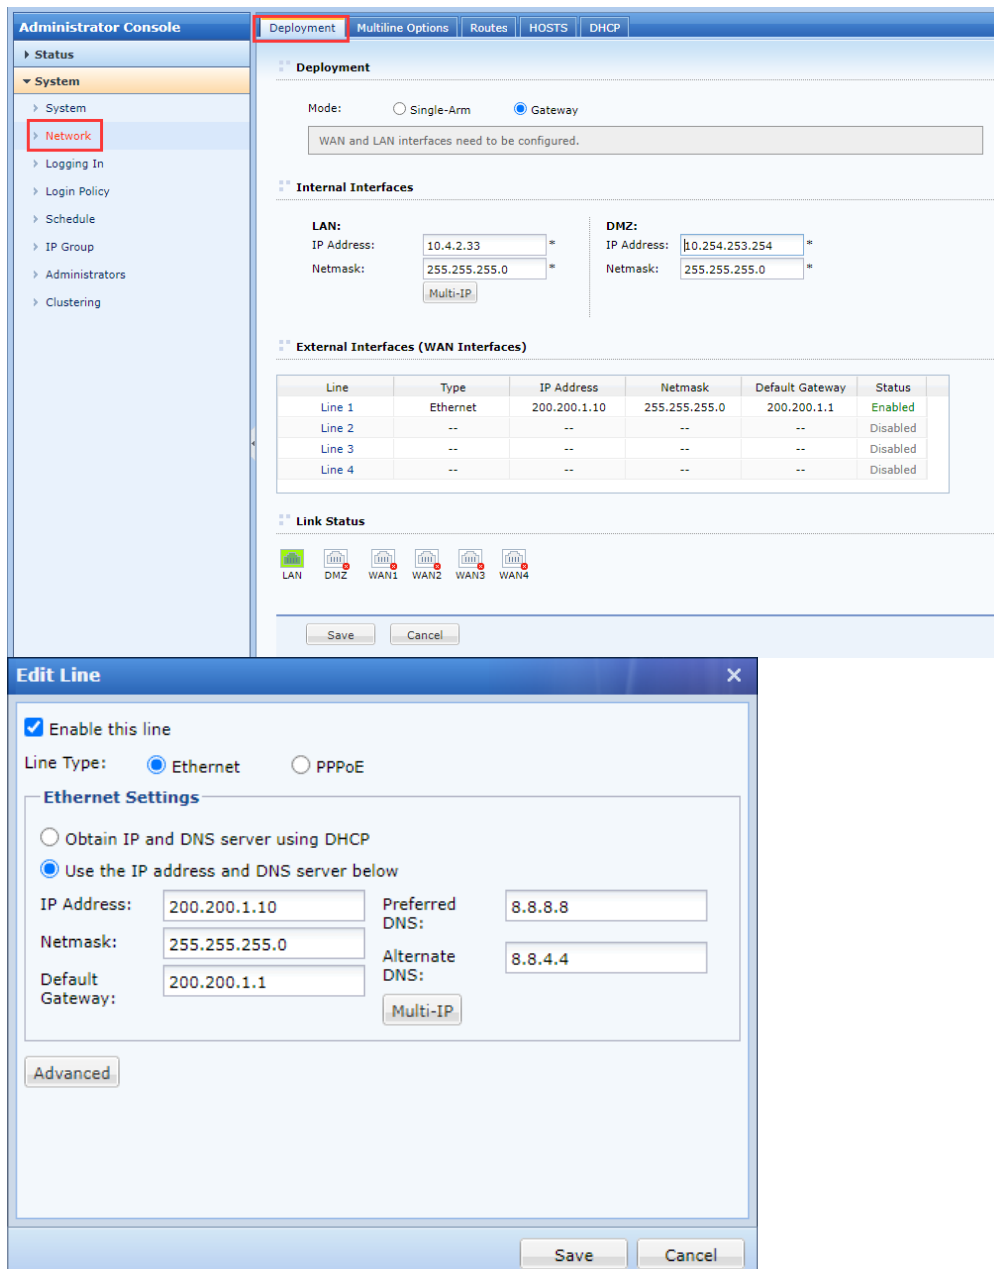 Administrator Console
Status
System
System
Network
Logging In
Login Policy
Schedule
IP Group
Administrators
Clustering
Deployment Multiline Options Routes HOSTS DHCP
Deployment
Mode: Single-Arm Gateway
WAN and LAN interfaces need to be configured.
Internal Interfaces
LAN:
IP Address: 10.4.2.33 *
Netmask: 255.255.255.0 *
Multi-IP
DMZ:
IP Address: 10.254.253.254 *
Netmask: 255.255.255.0 *
External Interfaces (WAN Interfaces)
Line Type IP Address Netmask Default Gateway Status
Line 1 Ethernet 200.200.1.10 255.255.255.0 200.200.1.1 Enabled
Line 2 -- -- -- -- Disabled
Line 3 -- -- -- -- Disabled
Line 4 -- -- -- -- Disabled
Link Status
LAN DMZ WAN1 WAN2 WAN3 WAN4
Save Cancel
Edit Line
Enable this line
Line Type: Ethernet PPPoE
Ethernet Settings
Obtain IP and DNS server using DHCP
Use the IP address and DNS server below
IP Address: 200.200.1.10
Netmask: 255.255.255.0
Default
Gateway: 200.200.1.1
Preferred
DNS: 8.8.8.8
Alternate
DNS: 8.8.4.4
Multi-IP
Advanced
Save Cancel